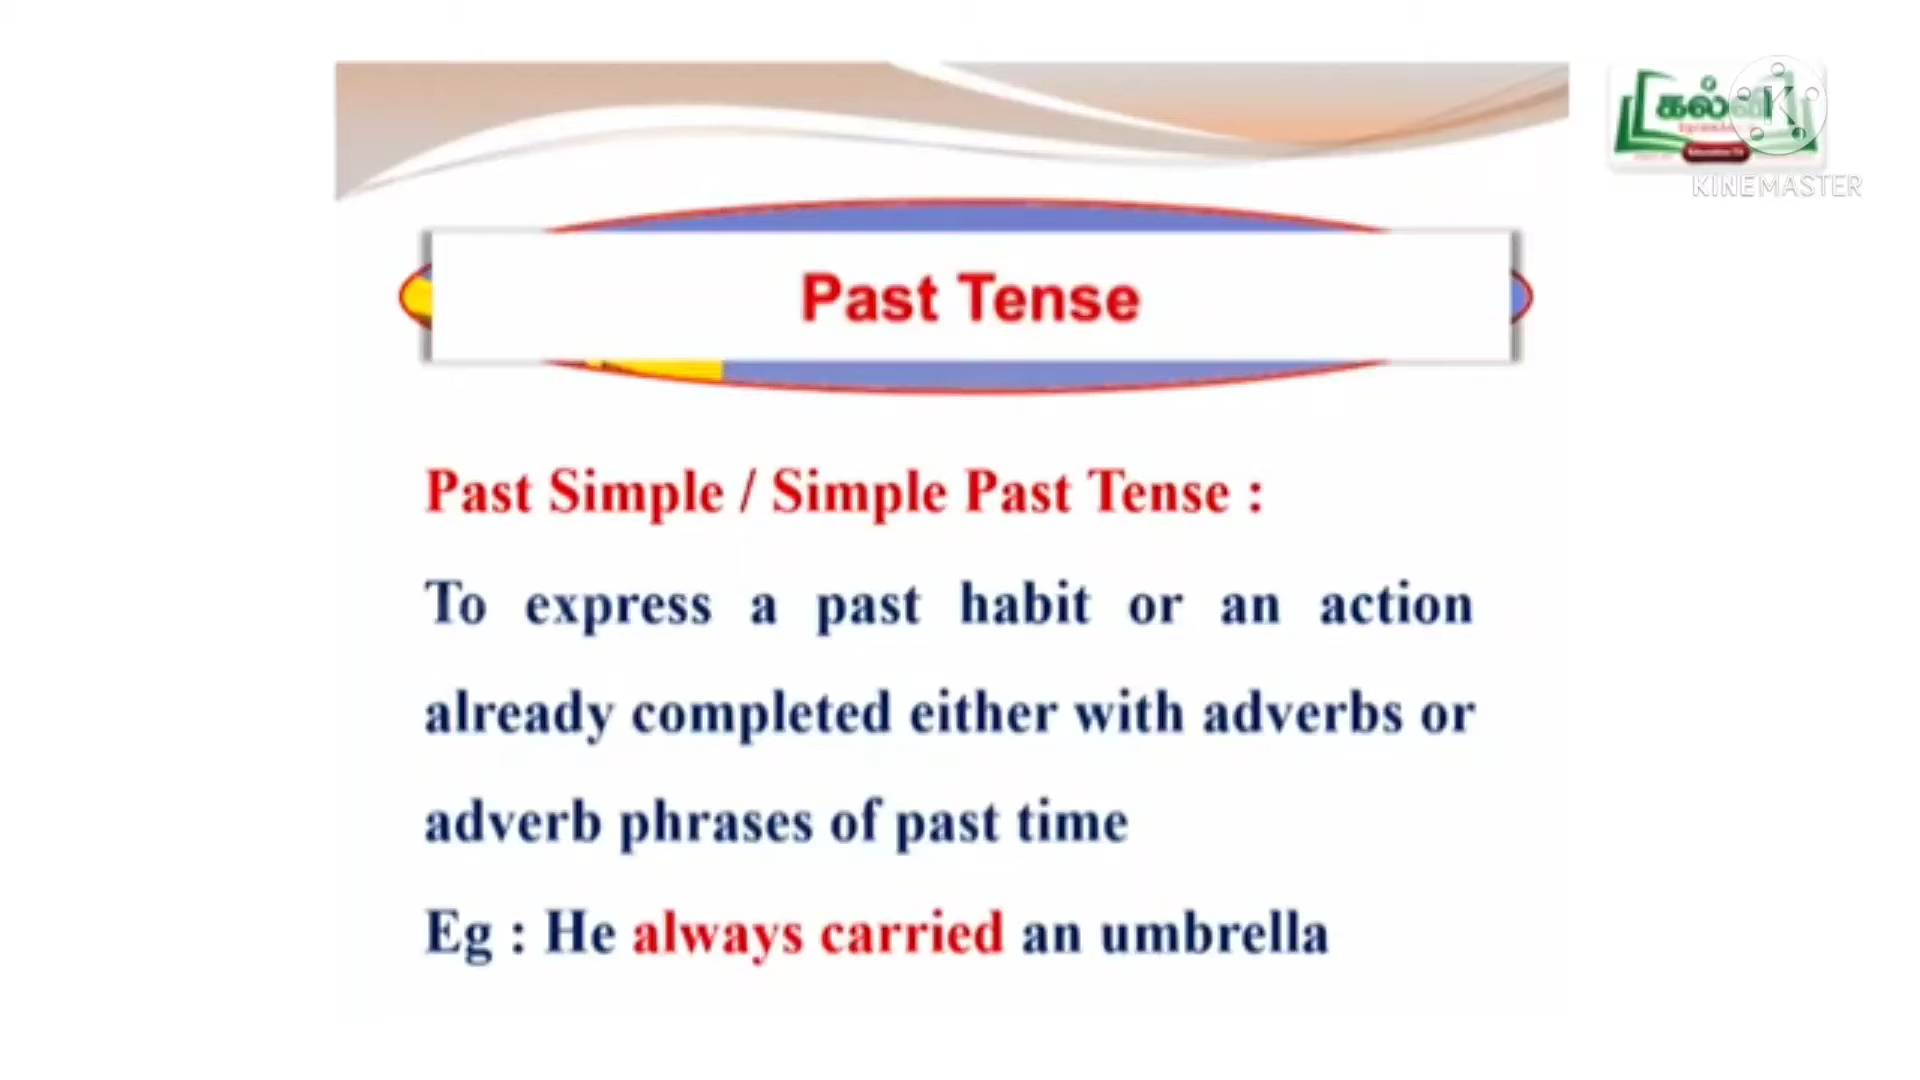 கல்வி
KINEMASTER
Past Tense
Past Simple / Simple Past Tense :
To express a past habit or an action
already completed either with adverbs or
adverb phrases of past time
Eg : He always carried an umbrella